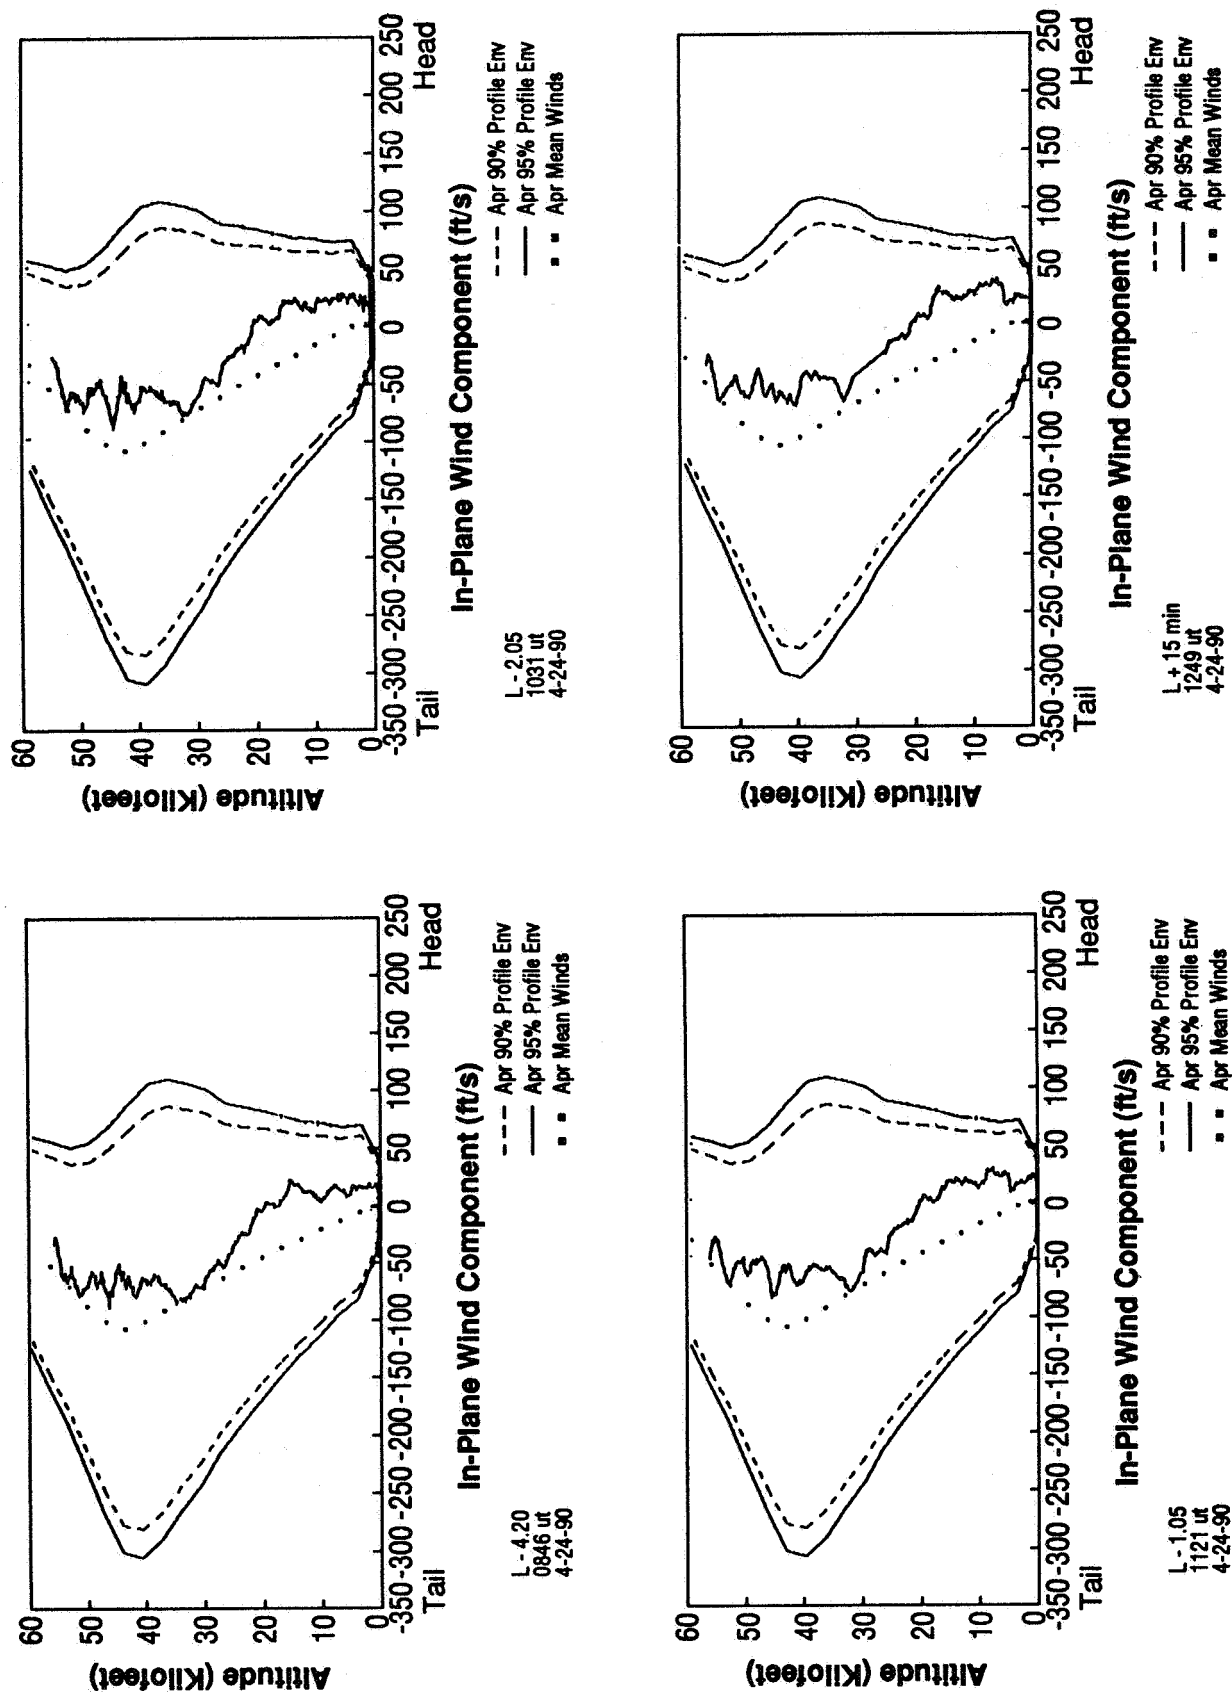 60
50
40
30
20
10
0
Altitude (Kilofeet)
-350 -300 -250 -200 -150 -100 -50 0 50 100 150 200 250
Tail Head
In-Plane Wind Component (ft/s)
L - 4.20
0846 ut
4-24-90
Apr 90% Profile Env
Apr 95% Profile Env
Apr Mean Winds
60
50
40
30
20
10
0
Altitude (Kilofeet)
-350 -300 -250 -200 -150 -100 -50 0 50 100 150 200 250
Tail Head
In-Plane Wind Component (ft/s)
L - 2.05
1031 ut
4-24-90
Apr 90% Profile Env
Apr 95% Profile Env
Apr Mean Winds
60
50
40
30
20
10
0
Altitude (Kilofeet)
-350 -300 -250 -200 -150 -100 -50 0 50 100 150 200 250
Tail Head
In-Plane Wind Component (ft/s)
L - 1.05
1121 ut
4-24-90
Apr 90% Profile Env
Apr 95% Profile Env
Apr Mean Winds
60
50
40
30
20
10
0
Altitude (Kilofeet)
-350 -300 -250 -200 -150 -100 -50 0 50 100 150 200 250
Tail Head
In-Plane Wind Component (ft/s)
L + 15 min
1249 ut
4-24-90
Apr 90% Profile Env
Apr 95% Profile Env
Apr Mean Winds